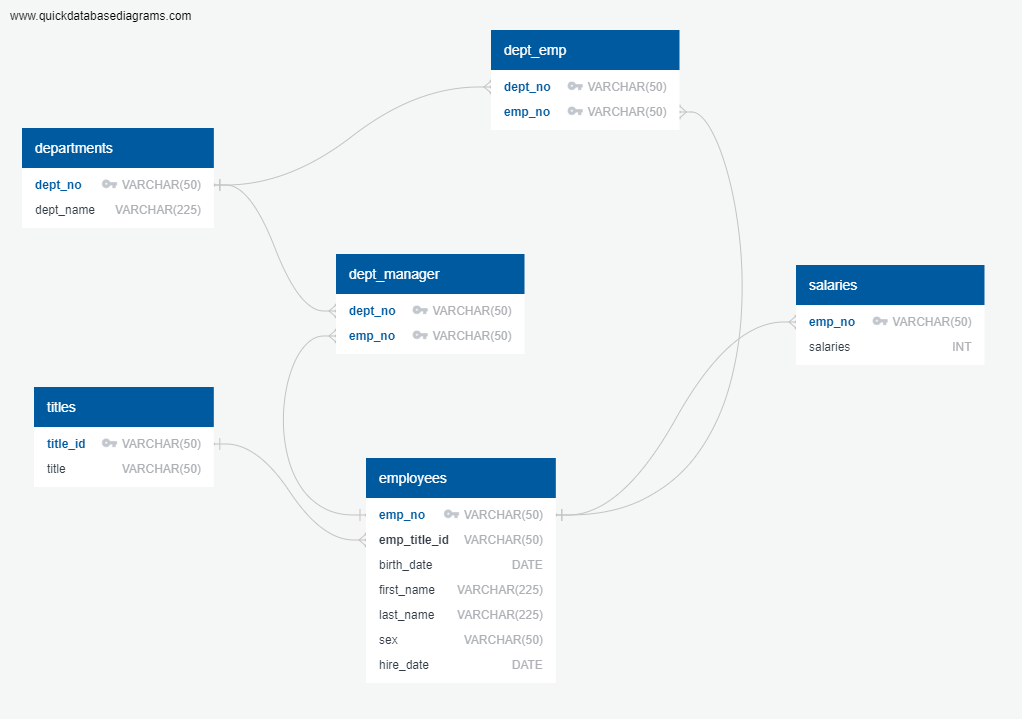 www.quickdatabasediagrams.com
dept_emp
dept_no VARCHAR(50)
emp_no VARCHAR(50)
departments
dept_no VARCHAR(50)
dept_name VARCHAR(225)
dept_manager
dept_no VARCHAR(50)
emp_no VARCHAR(50)
salaries
emp_no VARCHAR(50)
salaries INT
titles
title_id VARCHAR(50)
title VARCHAR(50)
employees
emp_no VARCHAR(50)
emp_title_id VARCHAR(50)
birth_date DATE
first_name VARCHAR(225)
last_name VARCHAR(225)
sex VARCHAR(50)
hire_date DATE